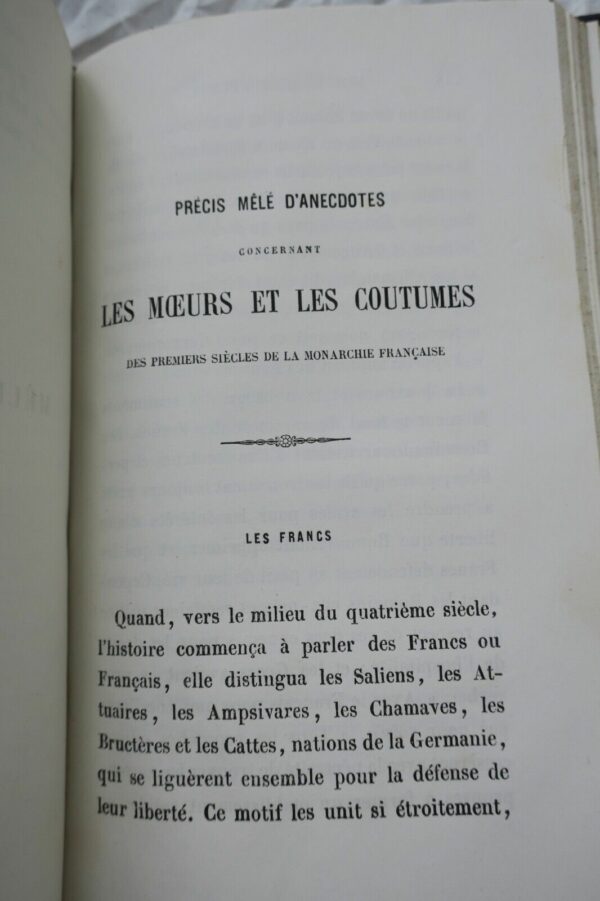 PRÉCIS MÊLÉ D'ANECDOTES
CONCERNANT
LES MŒURS ET LES COUTUMES
DES PREMIERS SIÈCLES DE LA MONARCHIE FRANÇAISE
LES FRANCS
Quand, vers le milieu du quatrième siècle,
l'histoire commença à parler des Francs ou
Français, elle distingua les Saliens, les At-
tuaires, les Ampsivares, les Chamaves, les
Bructères et les Cattes, nations de la Germanie,
qui se liguèrent ensemble pour la défense de
leur liberté. Ce motif les unit si étroitement,